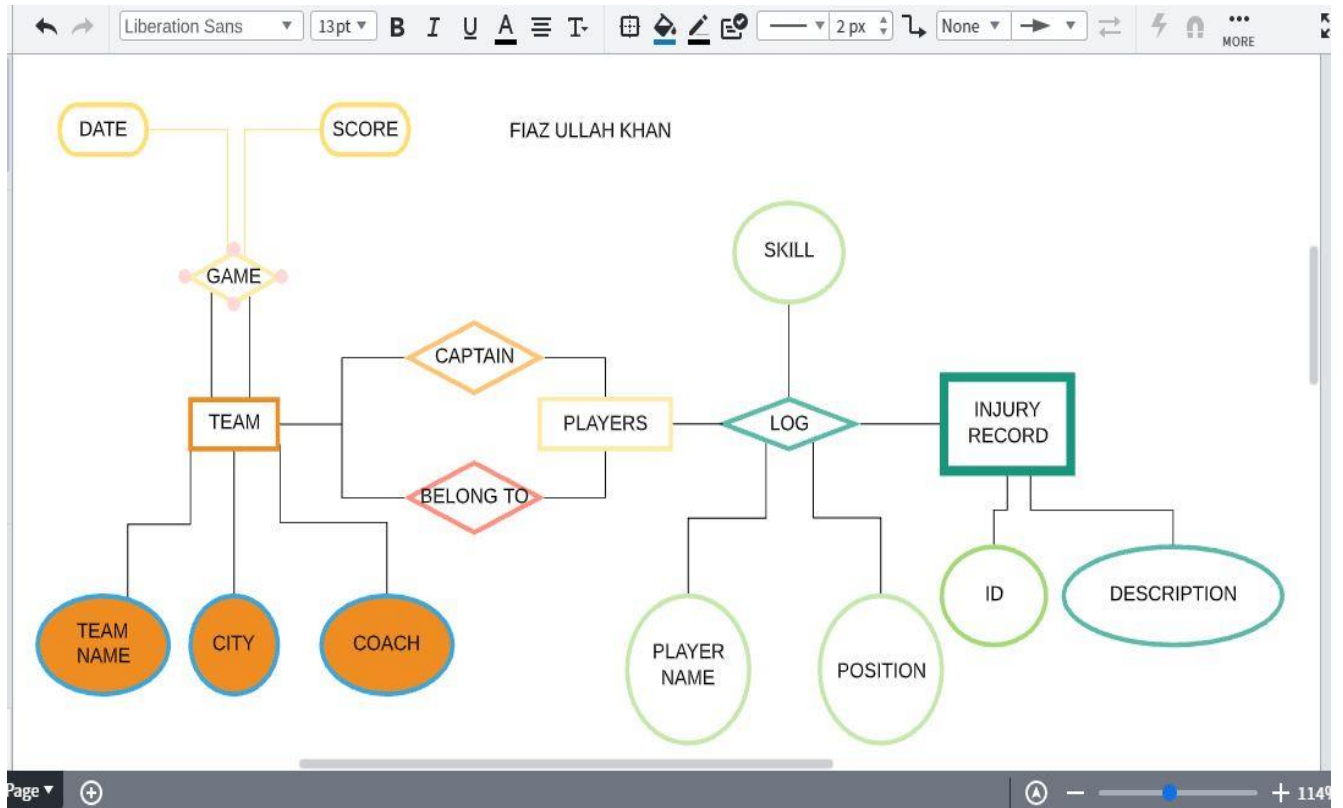 Liberation Sans
13pt
B
I
U
A
T
2 px
None
MORE
DATE
SCORE
FIAZ ULLAH KHAN
SKILL
GAME
CAPTAIN
TEAM
PLAYERS
LOG
INJURY
RECORD
BELONG TO
ID
DESCRIPTION
TEAM
NAME
CITY
COACH
PLAYER
NAME
POSITION
Page
114%